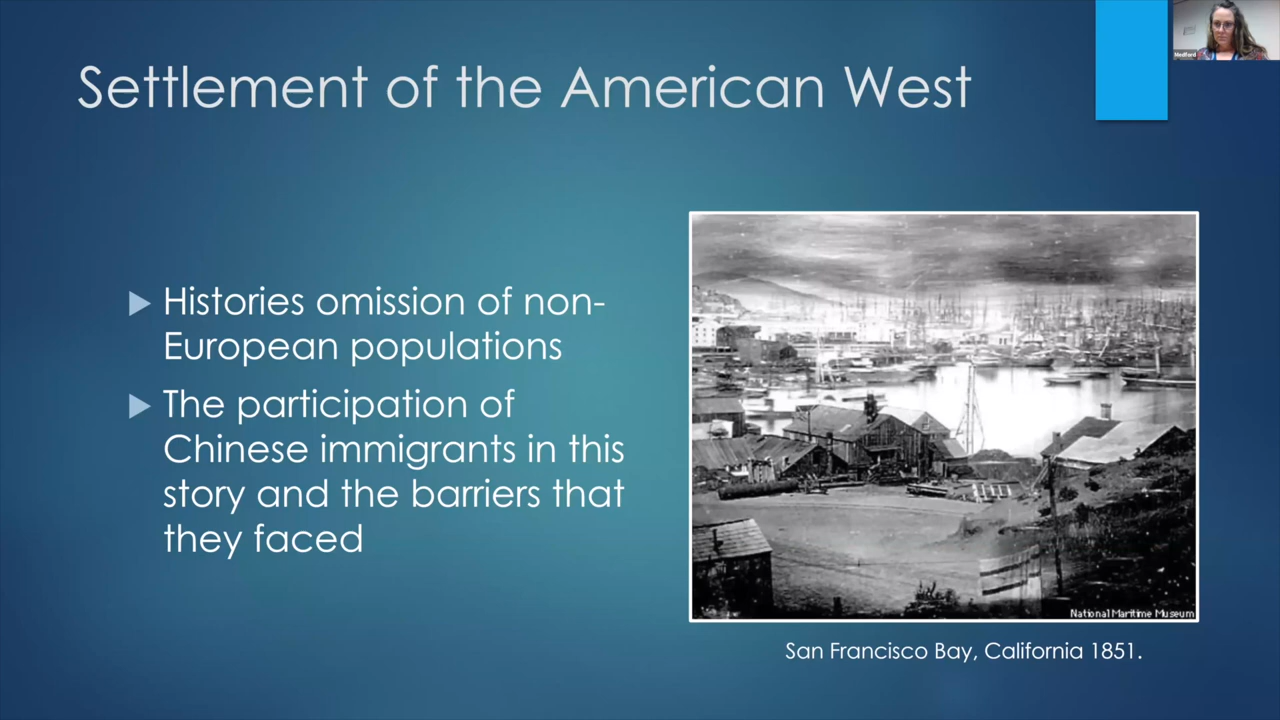 Settlement of the American West
Medford
Histories omission of non-
European populations
The participation of
Chinese immigrants in this
story and the barriers that
they faced
National Maritime Museum
San Francisco Bay, California 1851.